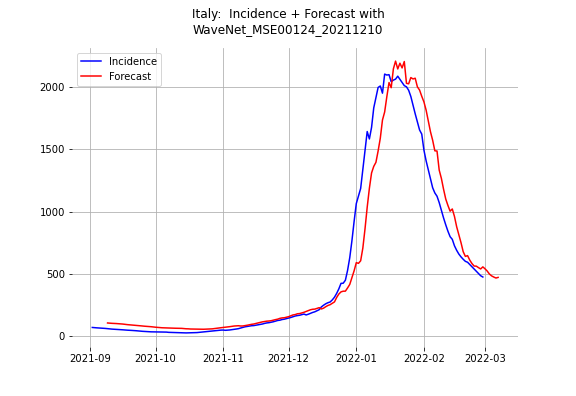 Italy:  Incidence + Forecast with
WaveNet_MSE00124_20211210
Incidence
Forecast
2000
1500
1000
500
0
2021-09 2021-10 2021-11 2021-12 2022-01 2022-02 2022-03